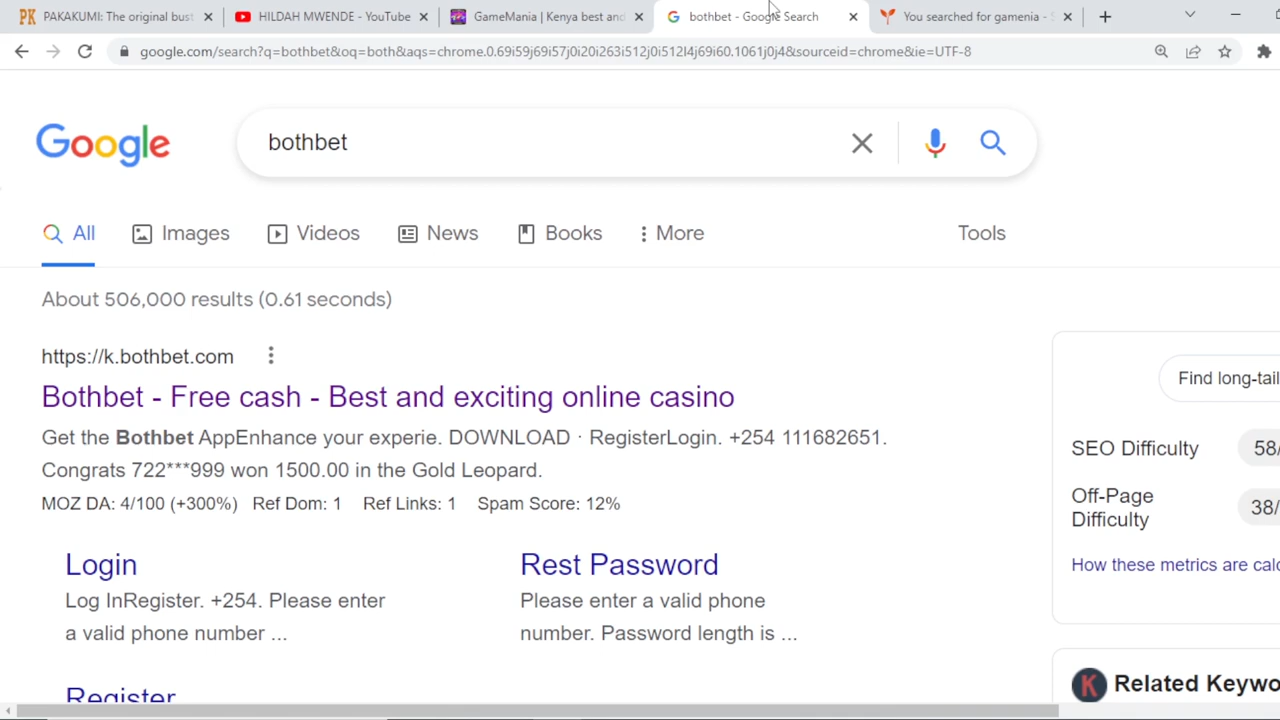 PAKAKUMI: The original bust
HILDAH MWENDE - YouTube
GameMania | Kenya best and
bothbet - Google Search
You searched for gamenia - S
google.com/search?q=bothbet&oq=both&aqs=chrome.0.69i59j69i57j0i20i263i512j0i512l4j69i60.1061j0j4&sourceid=chrome&ie=UTF-8
Google
bothbet
All
Images
Videos
News
Books
More
Tools
About 506,000 results (0.61 seconds)
https://k.bothbet.com
Bothbet - Free cash - Best and exciting online casino
Get the Bothbet AppEnhance your experie. DOWNLOAD · RegisterLogin. +254 111682651.
Congrats 722***999 won 1500.00 in the Gold Leopard.
MOZ DA: 4/100 (+300%) Ref Dom: 1 Ref Links: 1 Spam Score: 12%
Login
Log InRegister. +254. Please enter
a valid phone number ...
Rest Password
Please enter a valid phone
number. Password length is ...
Register
Find long-tail
SEO Difficulty 58/
Off-Page
Difficulty 38/
How these metrics are calc
K Related Keywo